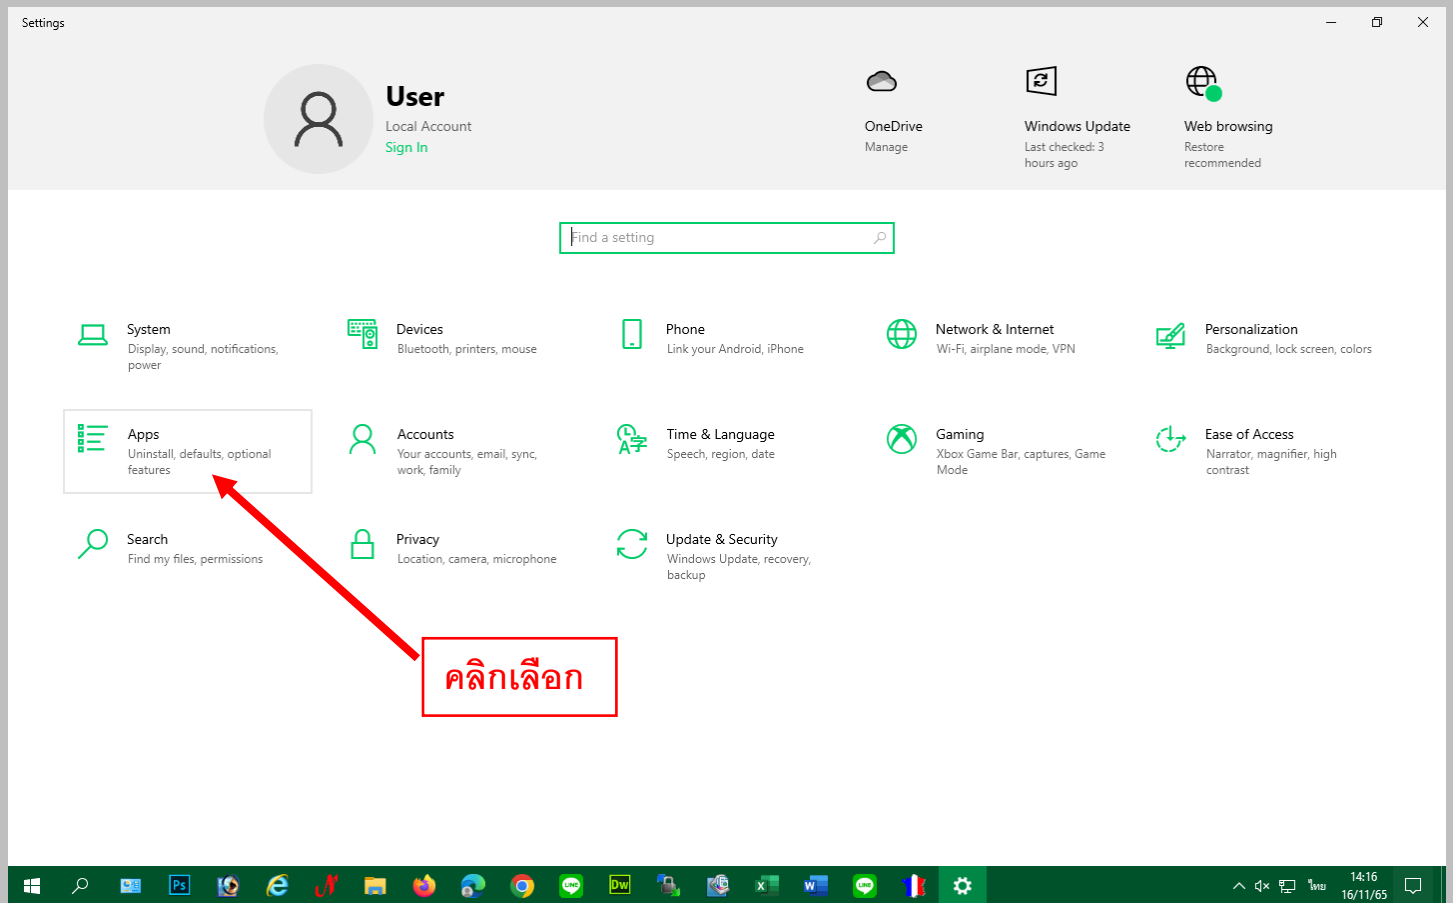 Settings
User
Local Account
Sign In
OneDrive
Manage
Windows Update
Last checked: 3
hours ago
Web browsing
Restore
recommended
Find a setting
System
Display, sound, notifications,
power
Devices
Bluetooth, printers, mouse
Phone
Link your Android, iPhone
Network & Internet
Wi-Fi, airplane mode, VPN
Personalization
Background, lock screen, colors
Apps
Uninstall, defaults, optional
features
Accounts
Your accounts, email, sync,
work, family
Time & Language
Speech, region, date
Gaming
Xbox Game Bar, captures, Game
Mode
Ease of Access
Narrator, magnifier, high
contrast
Search
Find my files, permissions
Privacy
Location, camera, microphone
Update & Security
Windows Update, recovery,
backup
คลิกเลือก
Ps
LINE
Dw
X
W
LINE
ไทย
14:16
16/11/65